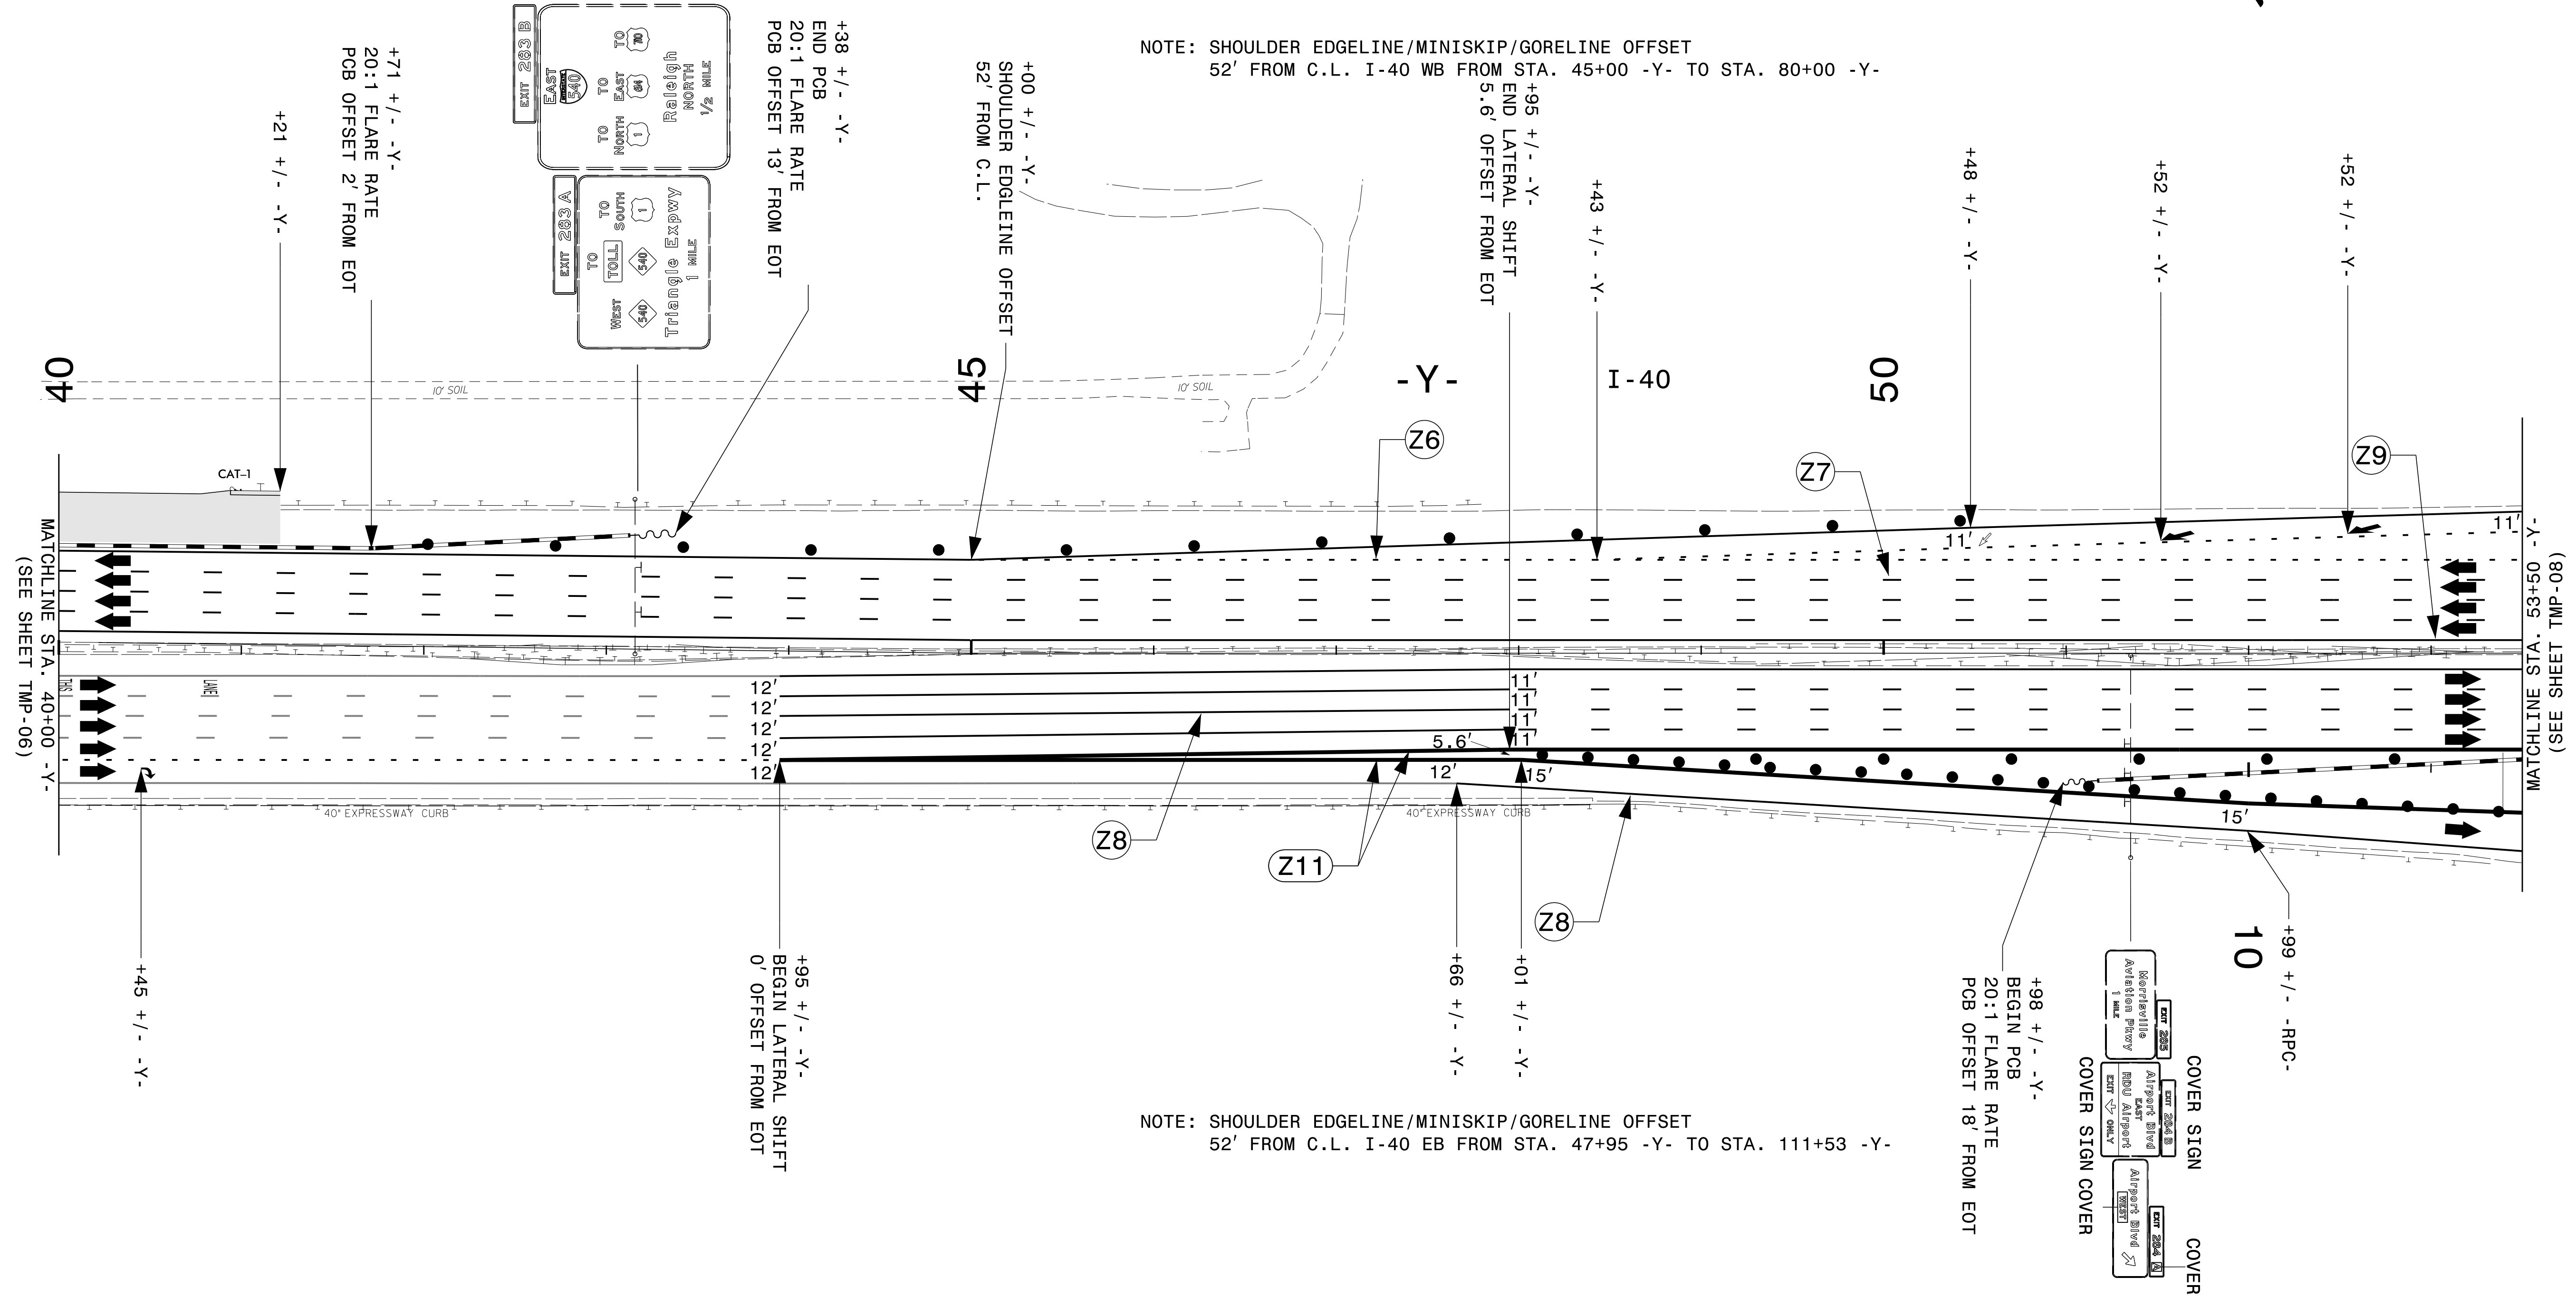 NOTE: SHOULDER EDGELINE/MINISKIP/GORELINE OFFSET
52' FROM C.L. I-40 WB FROM STA. 45+00 -Y- TO STA. 80+00 -Y-
+21 +/- -Y-
+71 +/- -Y-
20:1 FLARE RATE
PCB OFFSET 2' FROM EOT
EXIT 283 B
Raleigh
NORTH
1/2 MILE
TO
70
TO
EAST
64
TO
NORTH
1
540
EAST
EXIT 283 A
Triangle Expwy
1 MILE
TO
SOUTH
1
TO
TOLL
540
WEST
540
+38 +/- -Y-
END PCB
20:1 FLARE RATE
PCB OFFSET 13' FROM EOT
+00 +/- -Y-
SHOULDER EDGLEINE OFFSET
52' FROM C.L.
+95 +/- -Y-
END LATERAL SHIFT
5.6' OFFSET FROM EOT
+43 +/- -Y-
+48 +/- -Y-
+52 +/- -Y-
+52 +/- -Y-
40
45
-Y-
I-40
50
10' SOIL
10' SOIL
CAT-1
Z6
Z7
Z9
11'
11'
MATCHLINE STA. 40+00 -Y-
(SEE SHEET TMP-06)
MATCHLINE STA. 53+50 -Y-
(SEE SHEET TMP-08)
THIS
LANE
12'
12'
12'
12'
12'
11'
11'
11'
11'
5.6'
12'
15'
15'
40" EXPRESSWAY CURB
40" EXPRESSWAY CURB
Z8
Z11
Z8
+45 +/- -Y-
+95 +/- -Y-
BEGIN LATERAL SHIFT
0' OFFSET FROM EOT
+66 +/- -Y-
+01 +/- -Y-
+98 +/- -Y-
BEGIN PCB
20:1 FLARE RATE
PCB OFFSET 18' FROM EOT
10
+99 +/- -RPC-
EXIT 285
Morrisville
Aviation Pkwy
1 MILE
EXIT 284 B
Airport Blvd
EAST
RDU Airport
EXIT ONLY
EXIT 284 A
Airport Blvd
WEST
COVER SIGN
COVER SIGN
COVER
COVER
NOTE: SHOULDER EDGELINE/MINISKIP/GORELINE OFFSET
52' FROM C.L. I-40 EB FROM STA. 47+95 -Y- TO STA. 111+53 -Y-